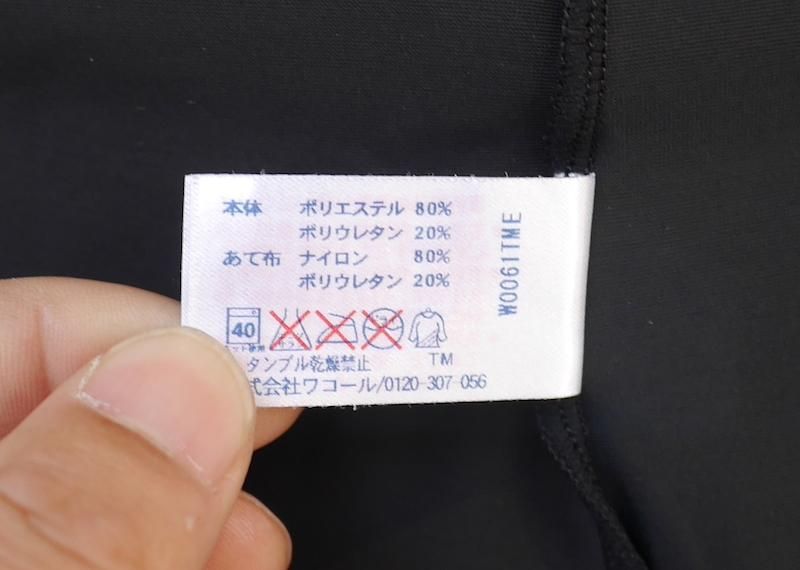 本体 ポリエステル 80%
ポリウレタン 20%
あて布 ナイロン 80%
ポリウレタン 20%
40
タンブル乾燥禁止
TM
式会社ワコール/0120-307-056
W0061TME